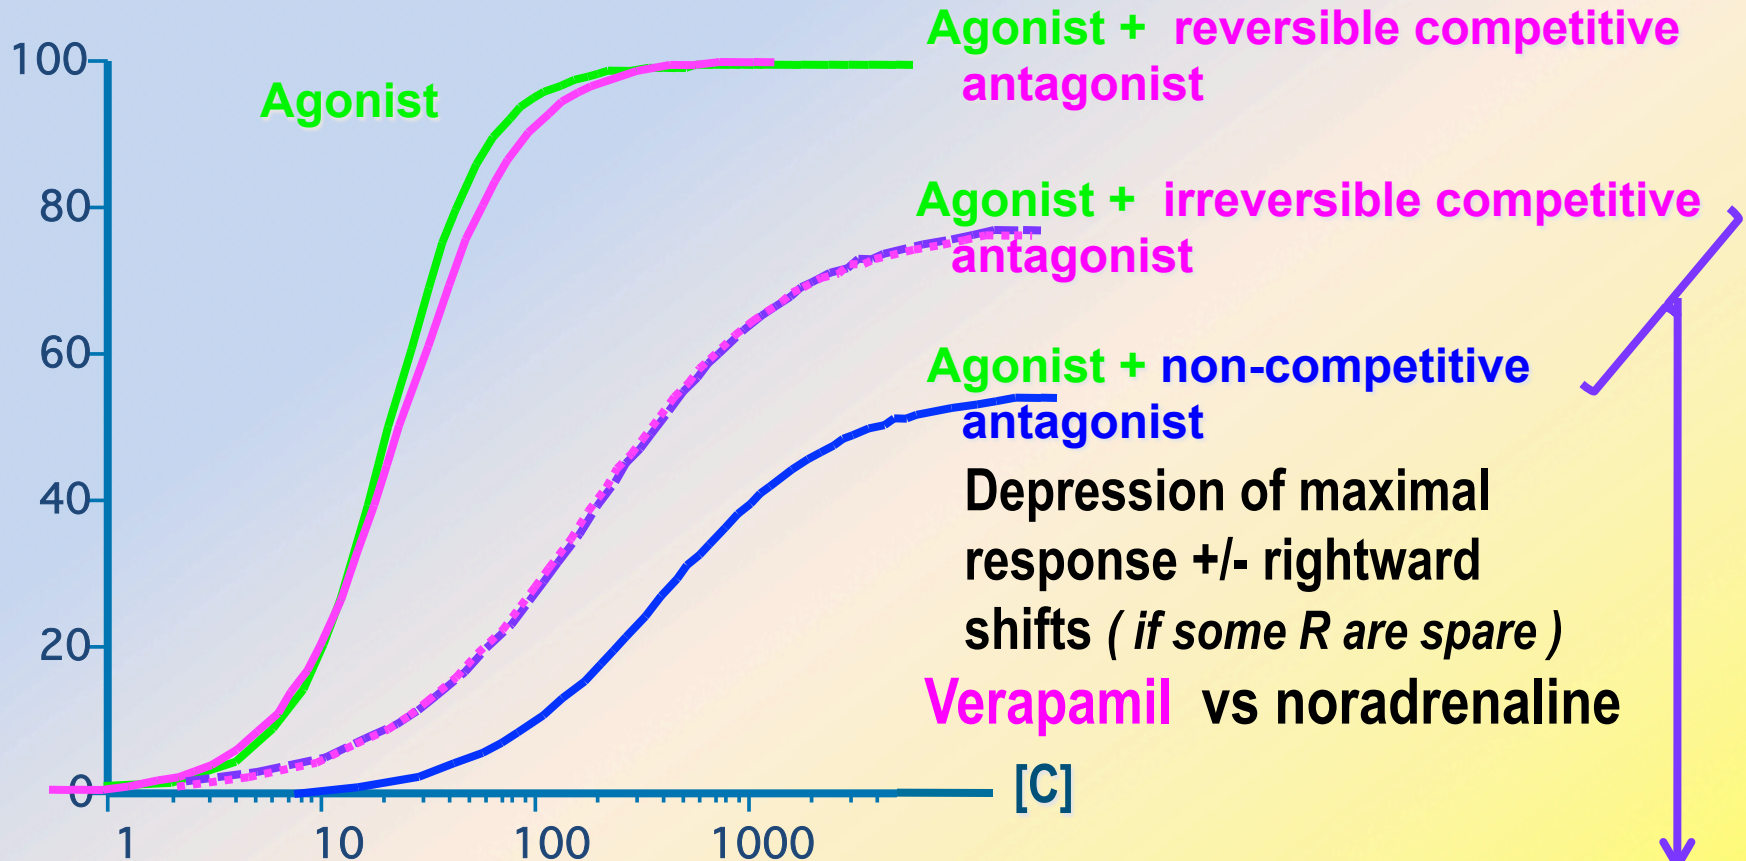 Agonist + reversible competitive
antagonist
100
Agonist
80
Agonist + irreversible competitive
antagonist
60
Agonist + non-competitive
antagonist
40
Depression of maximal
response +/- rightward
shifts ( if some R are spare )
20
Verapamil vs noradrenaline
0
[C]
1 10 100 1000